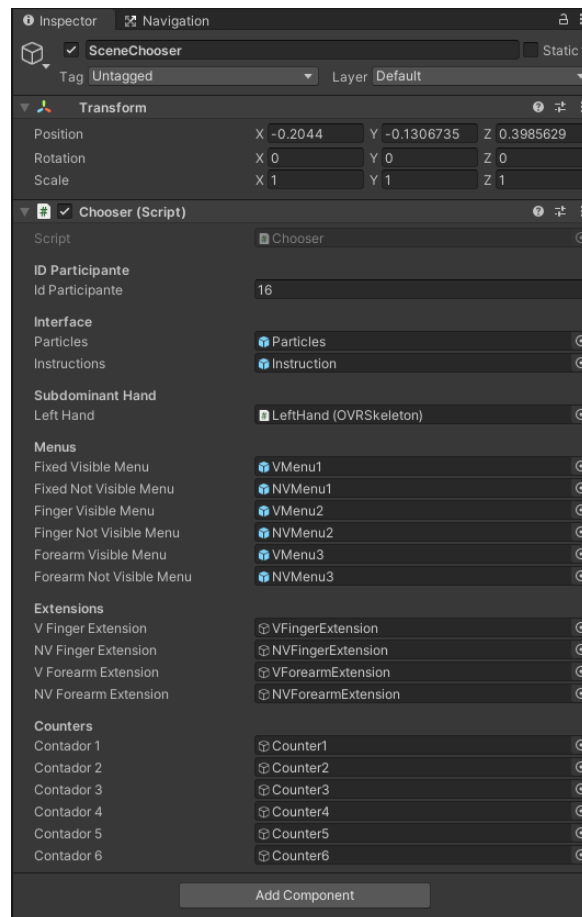 Inspector Navigation
SceneChooser Static
Tag Untagged Layer Default
Transform
Position X -0.2044 Y -0.1306735 Z 0.3985629
Rotation X 0 Y 0 Z 0
Scale X 1 Y 1 Z 1
# Chooser (Script)
Script # Chooser
ID Participante
Id Participante 16
Interface
Particles Particles
Instructions Instruction
Subdominant Hand
Left Hand # LeftHand (OVRSkeleton)
Menus
Fixed Visible Menu VMenu1
Fixed Not Visible Menu NVMenu1
Finger Visible Menu VMenu2
Finger Not Visible Menu NVMenu2
Forearm Visible Menu VMenu3
Forearm Not Visible Menu NVMenu3
Extensions
V Finger Extension VFingerExtension
NV Finger Extension NVFingerExtension
V Forearm Extension VForearmExtension
NV Forearm Extension NVForearmExtension
Counters
Contador 1 Counter1
Contador 2 Counter2
Contador 3 Counter3
Contador 4 Counter4
Contador 5 Counter5
Contador 6 Counter6
Add Component